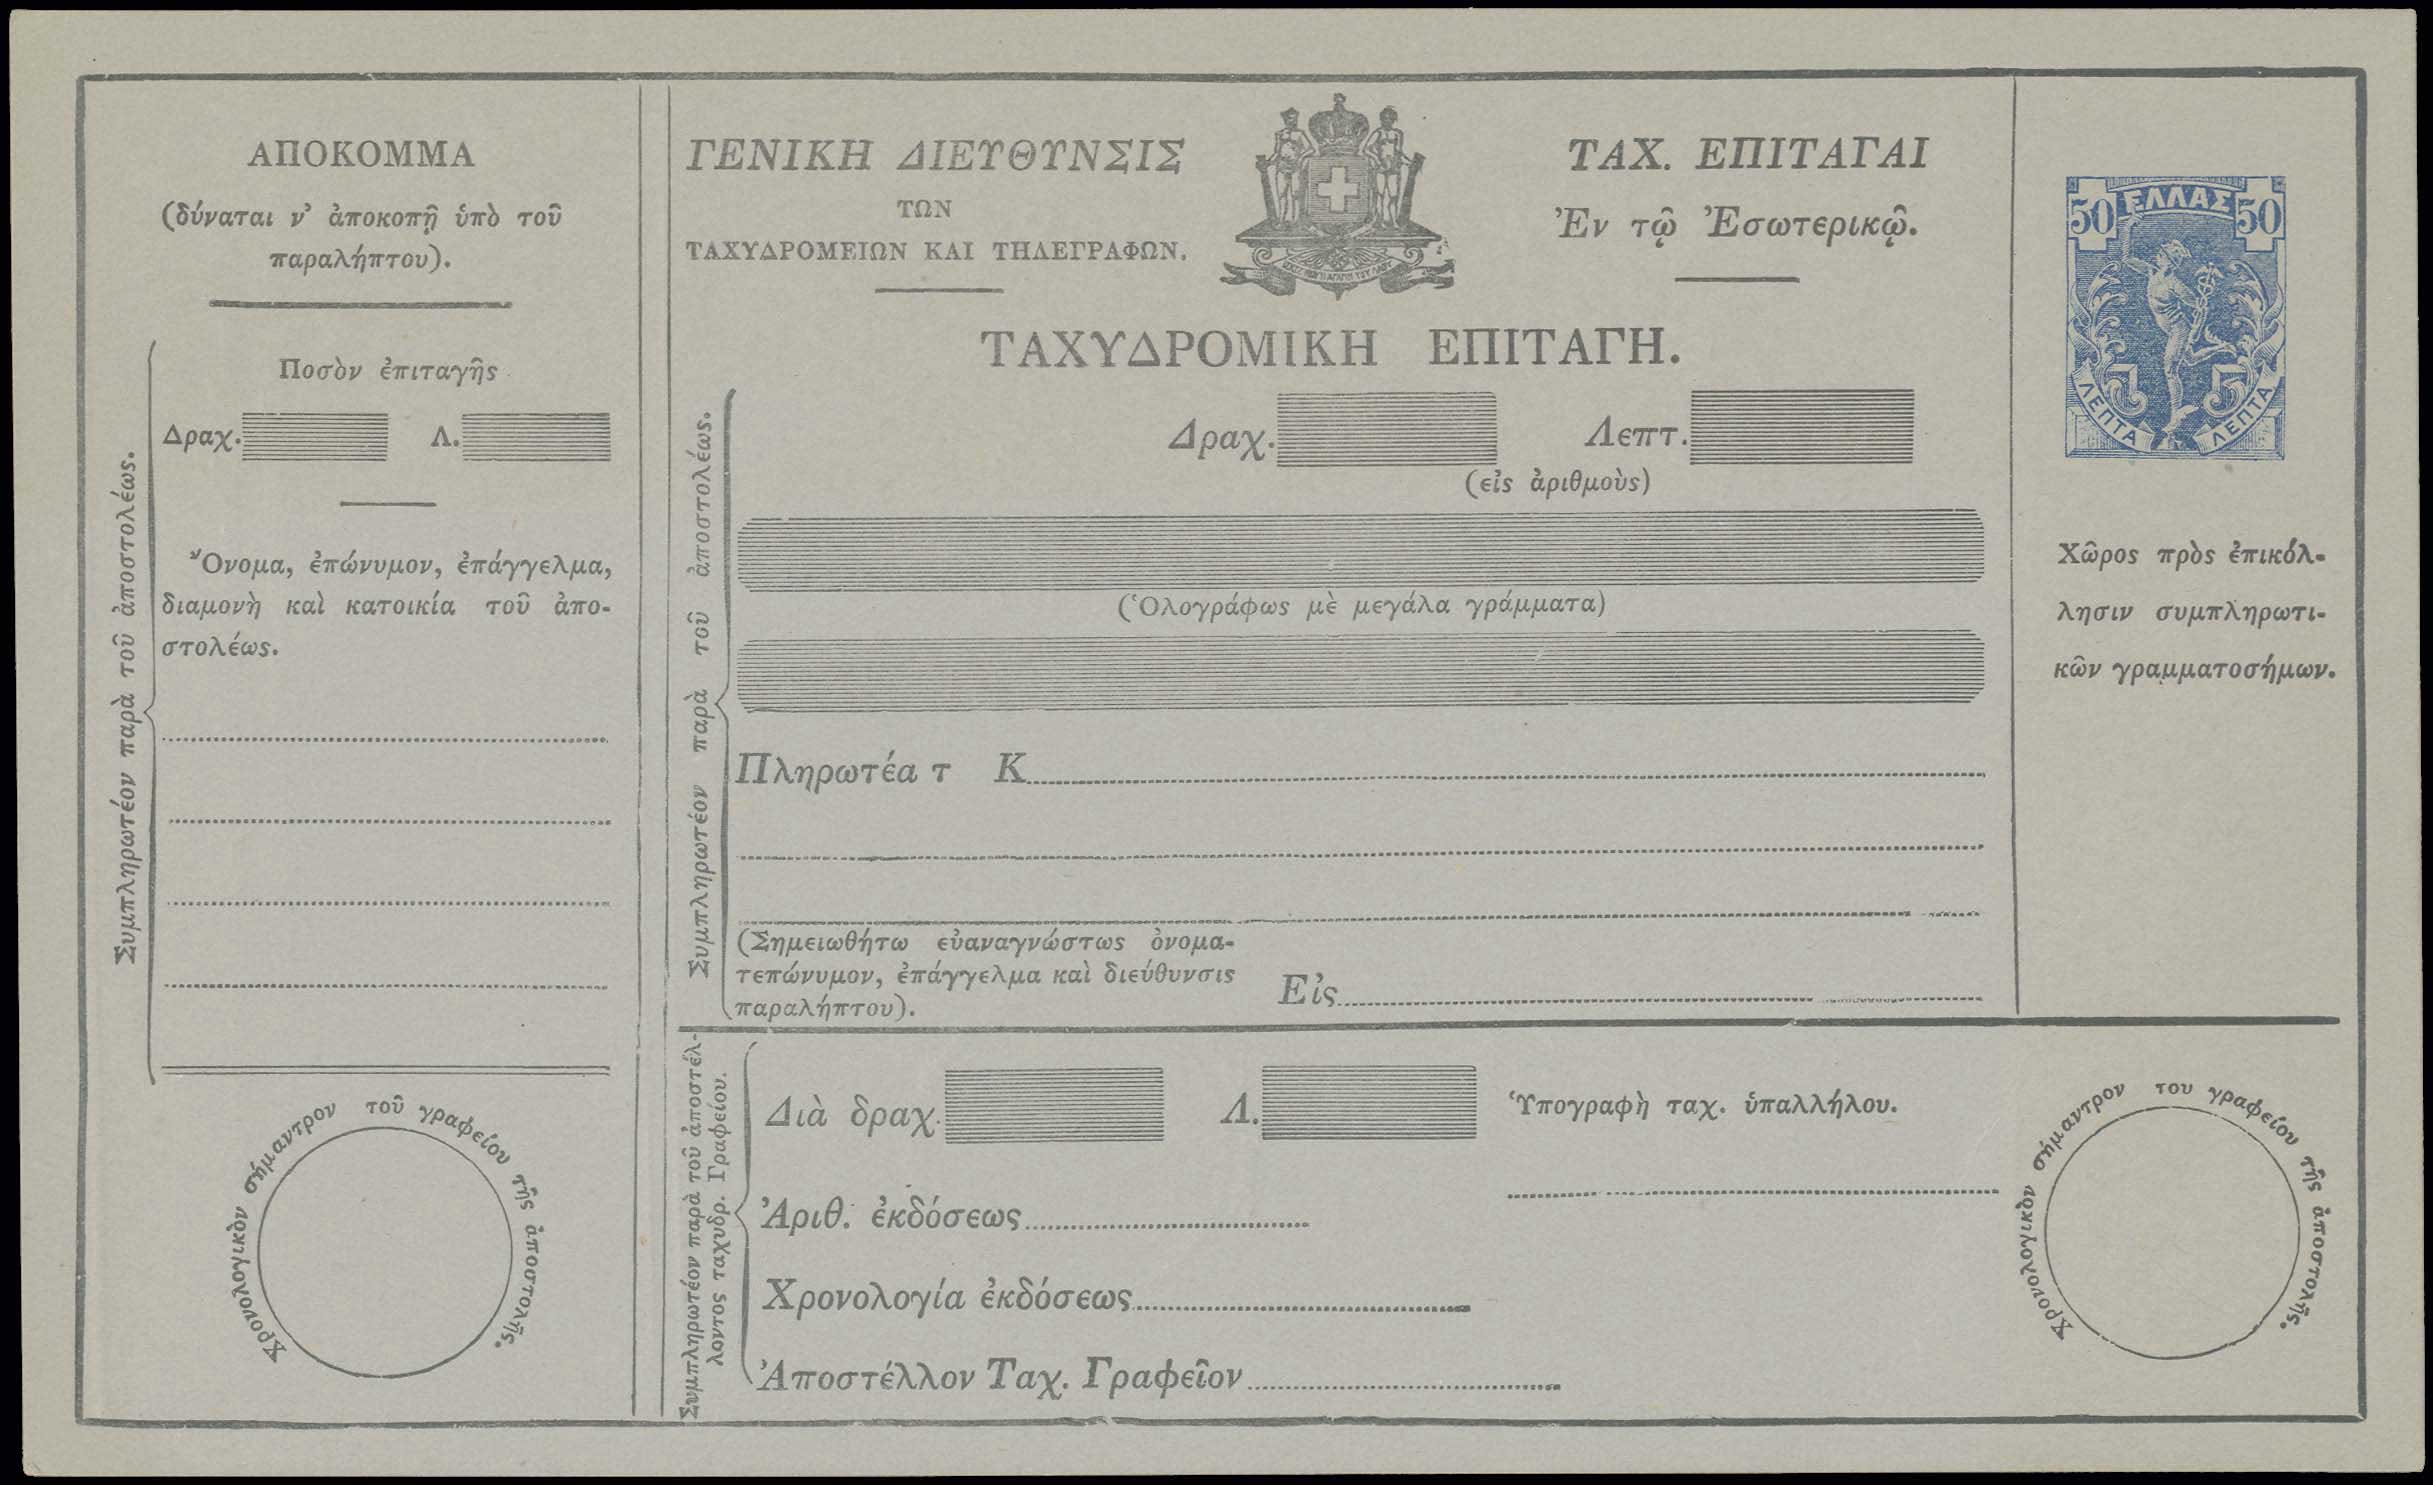 ΑΠΟΚΟΜΜΑ
(δύναται ν’ ἀποκοπῇ ὑπὸ τοῦ
παραλήπτου).
Συμπληρωτέον παρὰ τοῦ ἀποστολέως.
Ποσὸν ἐπιταγῆς
Δραχ. Λ.
Ὄνομα, ἐπώνυμον, ἐπάγγελμα,
διαμονὴ καὶ κατοικία τοῦ ἀπο-
στολέως.
Χρονολογικὸν σήμαντρον τοῦ γραφείου τῆς ἀποστολῆς.
ΓΕΝΙΚΗ ΔΙΕΥΘΥΝΣΙΣ
ΤΩΝ
ΤΑΧΥΔΡΟΜΕΙΩΝ ΚΑΙ ΤΗΛΕΓΡΑΦΩΝ.
ΤΑΧ. ΕΠΙΤΑΓΑΙ
Ἐν τῷ Ἐσωτερικῷ.
ΤΑΧΥΔΡΟΜΙΚΗ ΕΠΙΤΑΓΗ.
Συμπληρωτέον παρὰ τοῦ ἀποστολέως.
Δραχ. Λεπτ.
(εἰς ἀριθμοὺς)
(Ὁλογράφως μὲ μεγάλα γράμματα)
Πληρωτέα τ Κ
(Σημειωθήτω εὐαναγνώστως ὀνομα-
τεπώνυμον, ἐπάγγελμα καὶ διεύθυνσις
παραλήπτου).
Εἰς
50 ΕΛΛΑΣ 50
ΛΕΠΤΑ ΛΕΠΤΑ
Χῶρος πρὸς ἐπικόλ-
λησιν συμπληρωτι-
κῶν γραμματοσήμων.
Συμπληρωτέον παρὰ τοῦ ἀποστέλ-
λοντος ταχυδρ. Γραφείου.
Διὰ δραχ. Λ.
Ὑπογραφὴ ταχ. ὑπαλλήλου.
Ἀριθ. ἐκδόσεως
Χρονολογία ἐκδόσεως
Ἀποστέλλον Ταχ. Γραφεῖον
Χρονολογικὸν σήμαντρον του γραφείου τῆς ἀποστολῆς.